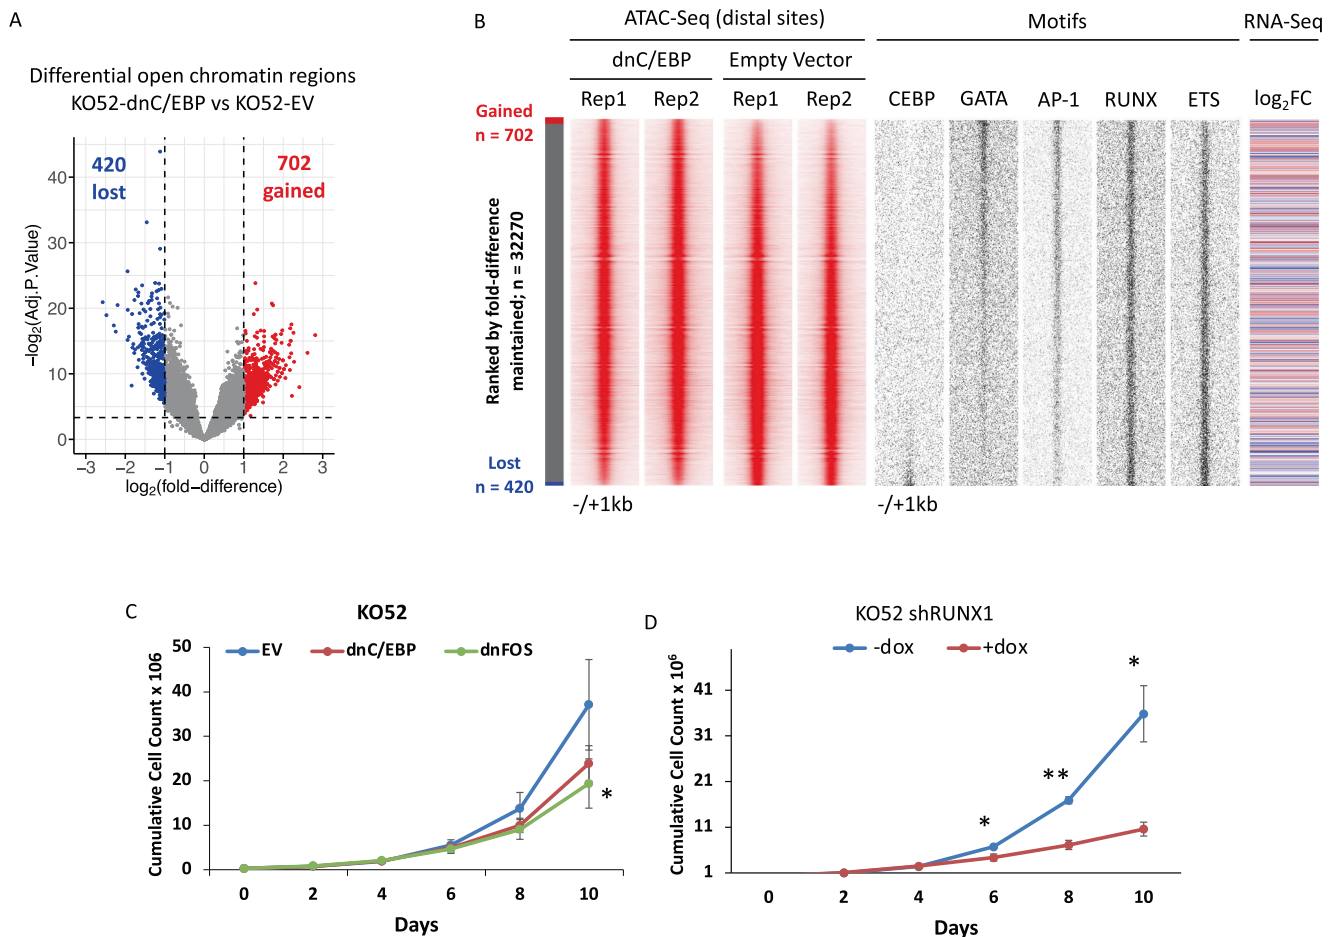 A
Differential open chromatin regions
KO52-dnC/EBP vs KO52-EV
420
lost
702
gained
40
30
20
10
0
−log2(Adj.P.Value)
−3 −2 −1 0 1 2 3
log2(fold−difference)
B
ATAC-Seq (distal sites)
Motifs
RNA-Seq
dnC/EBP
Empty Vector
Rep1 Rep2 Rep1 Rep2
CEBP GATA AP-1 RUNX ETS
log2FC
Gained
n = 702
Ranked by fold-difference
maintained; n = 32270
Lost
n = 420
-/+1kb
-/+1kb
C
KO52
EV dnC/EBP dnFOS
50
40
30
20
10
0
Cumulative Cell Count x 106
*
0 2 4 6 8 10
Days
D
KO52 shRUNX1
-dox +dox
41
31
21
11
1
Cumulative Cell Count x 10⁶
*
**
*
0 2 4 6 8 10
Days